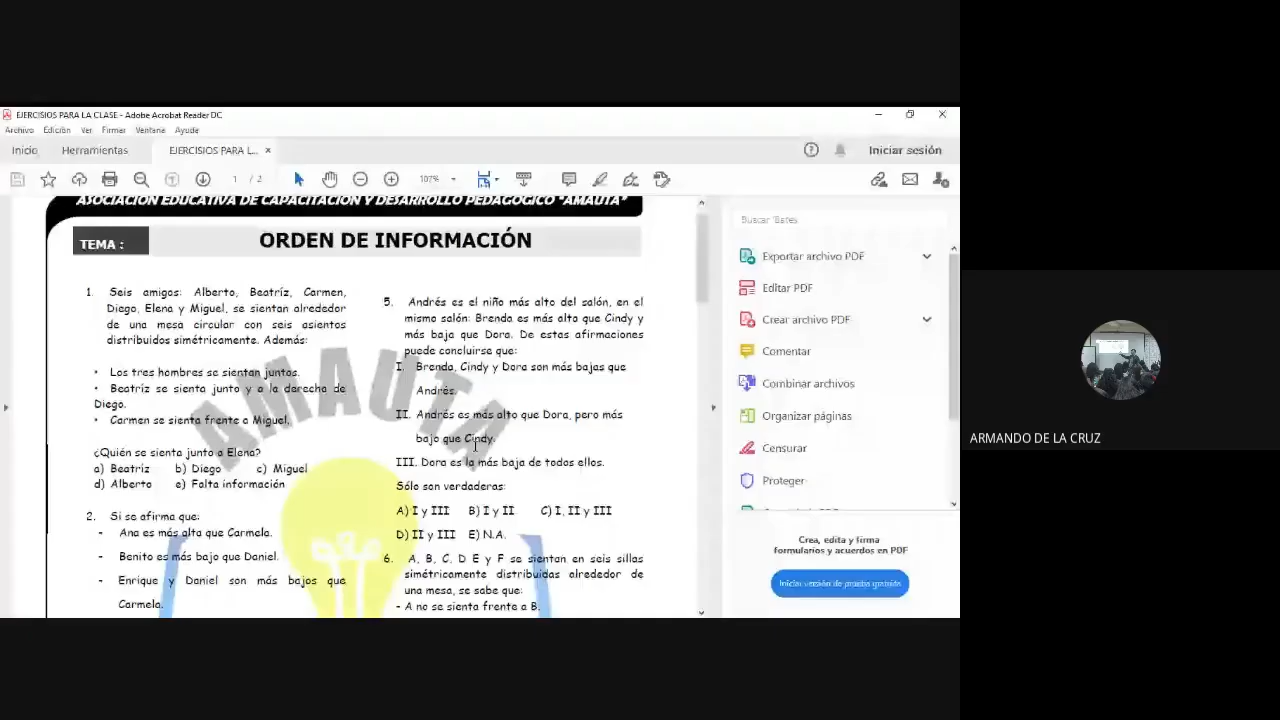 EJERCISIOS PARA LA CLASE - Adobe Acrobat Reader DC
Archivo Edición Ver Firmar Ventana Ayuda
Inicio Herramientas EJERCISIOS PARA L... ×
Iniciar sesión
1 / 2
107%
ASOCIACIÓN EDUCATIVA DE CAPACITACIÓN Y DESARROLLO PEDAGÓGICO "AMAUTA"
TEMA :
ORDEN DE INFORMACIÓN
1. Seis amigos: Alberto, Beatríz, Carmen,
Diego, Elena y Miguel, se sientan alrededor
de una mesa circular con seis asientos
distribuidos simétricamente. Además:
• Los tres hombres se sientan juntos.
• Beatríz se sienta junto y a la derecha de
Diego.
• Carmen se sienta frente a Miguel.
¿Quién se sienta junto a Elena?
a) Beatríz b) Diego c) Miguel
d) Alberto e) Falta información
2. Si se afirma que:
- Ana es más alta que Carmela.
- Benito es más bajo que Daniel.
- Enrique y Daniel son más bajos que
Carmela.
5. Andrés es el niño más alto del salón, en el
mismo salón: Brenda es más alta que Cindy y
más baja que Dora. De estas afirmaciones
puede concluirse que:
I. Brenda, Cindy y Dora son más bajas que
Andrés.
II. Andrés es más alto que Dora, pero más
bajo que Cindy.
III. Dora es la más baja de todas ellos.
Sólo son verdaderas:
A) I y III B) I y II C) I, II y III
D) II y III E) N.A.
6. A, B, C, D E y F se sientan en seis sillas
simétricamente distribuidas alrededor de
una mesa, se sabe que:
- A no se sienta frente a B.
AMAUTA
Exportar archivo PDF
Editar PDF
Crear archivo PDF
Comentar
Combinar archivos
Organizar páginas
Censurar
Proteger
Crea, edita y firma
formularios y acuerdos en PDF
Iniciar versión de prueba gratuita
ARMANDO DE LA CRUZ